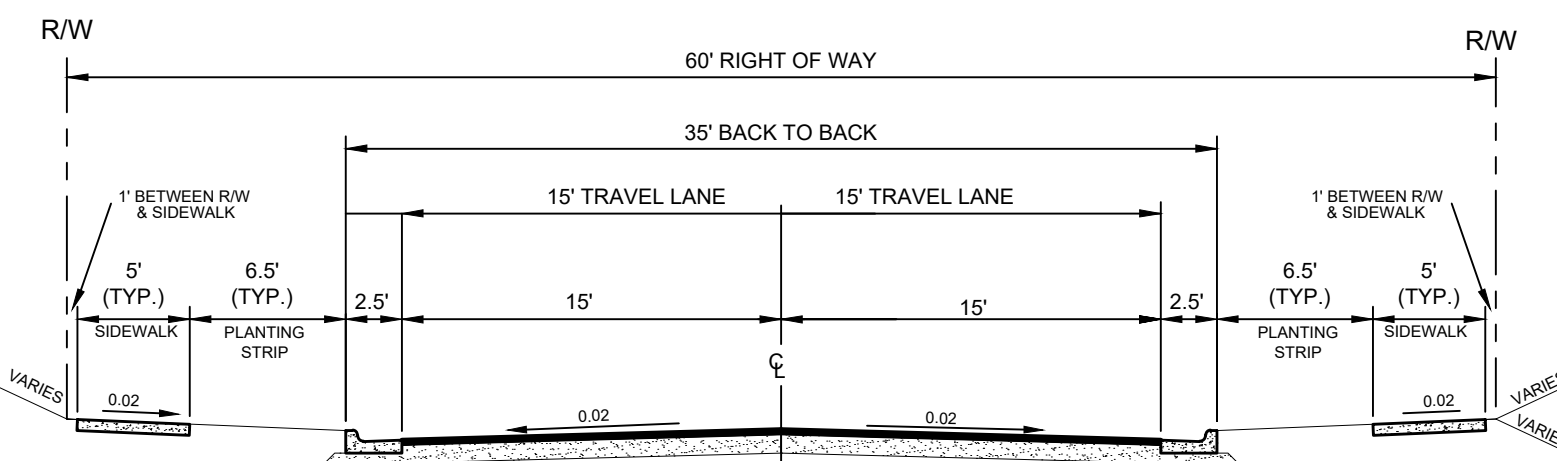 R/W
R/W
60' RIGHT OF WAY
35' BACK TO BACK
1' BETWEEN R/W
& SIDEWALK
15' TRAVEL LANE
15' TRAVEL LANE
1' BETWEEN R/W
& SIDEWALK
5'
(TYP.)
SIDEWALK
6.5'
(TYP.)
PLANTING
STRIP
2.5'
15'
15'
2.5'
6.5'
(TYP.)
PLANTING
STRIP
5'
(TYP.)
SIDEWALK
℄
VARIES
0.02
0.02
0.02
0.02
VARIES
VARIES